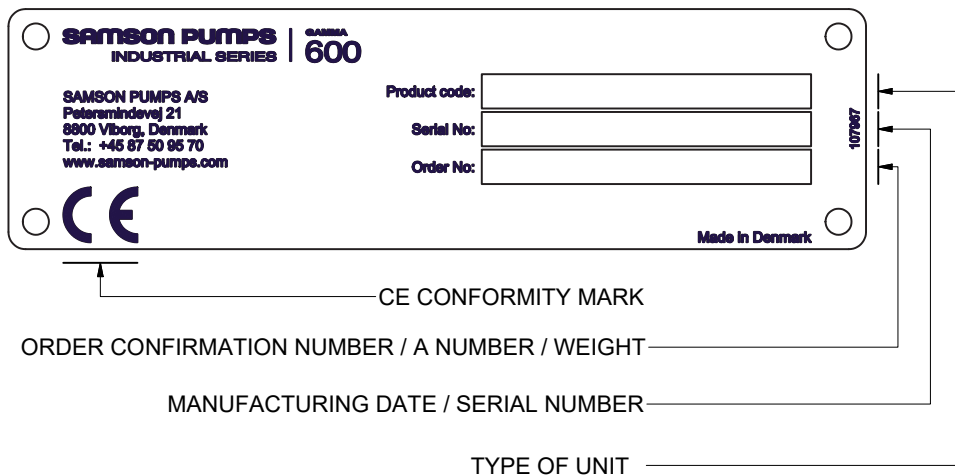 SAMSON PUMPS
INDUSTRIAL SERIES
GAMMA
600
SAMSON PUMPS A/S
Petersmindevej 21
8800 Viborg, Denmark
Tel.: +45 87 50 95 70
www.samson-pumps.com
Product code:
Serial No:
Order No:
107967
CE
Made in Denmark
CE CONFORMITY MARK
ORDER CONFIRMATION NUMBER / A NUMBER / WEIGHT
MANUFACTURING DATE / SERIAL NUMBER
TYPE OF UNIT